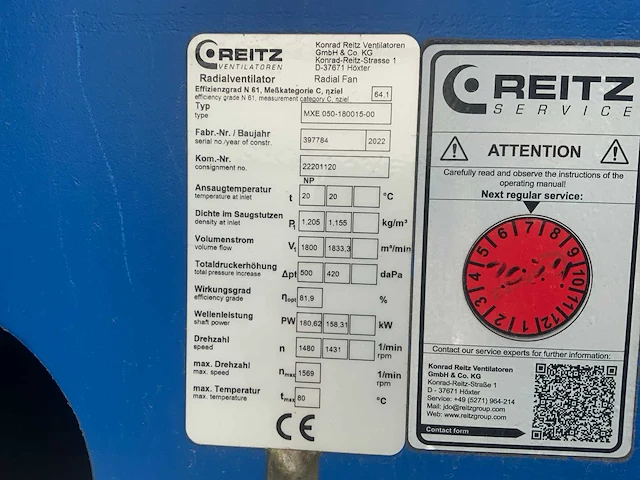 REITZ
VENTILATOREN
Konrad Reitz Ventilatoren
GmbH & Co. KG
Konrad-Reitz-Strasse 1
D-37671 Höxter
Radialventilator Radial Fan
Effizienzgrad N 61, Meßkategorie C, ηziel
efficiency grade N 61, measurement category C, ηziel
64,1
Typ
type
MXE 050-180015-00
Fabr.-Nr. / Baujahr
serial no./year of constr.
397784 2022
Kom.-Nr.
consignment no.
22201120
NP
Ansaugtemperatur
temperature at inlet
t 20 20 °C
Dichte im Saugstutzen
density at inlet
1,205 1,155 kg/m³
Volumenstrom
volume flow
1800 1833,3 m³/min
Totaldruckerhöhung
total pressure increase
Δpt 500 420 daPa
Wirkungsgrad
efficiency grade
ηopt 81,9 %
Wellenleistung
shaft power
PW 180,62 158,31 kW
Drehzahl
speed
n 1480 1431 1/min
rpm
max. Drehzahl
max. speed
nmax 1569 1/min
rpm
max. Temperatur
max. temperature
tmax 80 °C
CE
REITZ
SERVICE
ATTENTION
Carefully read and observe the instructions of the
operating manual!
Next regular service:
1 2 3 4 5 6 7 8 9 10 11 12
Contact our service experts for further information:
Konrad Reitz Ventilatoren
GmbH & Co. KG
Konrad-Reitz-Straße 1
D - 37671 Höxter
Service: +49 (5271) 964-214
Mail: jdo@reitzgroup.com
Web: www.reitzgroup.com
Contact form